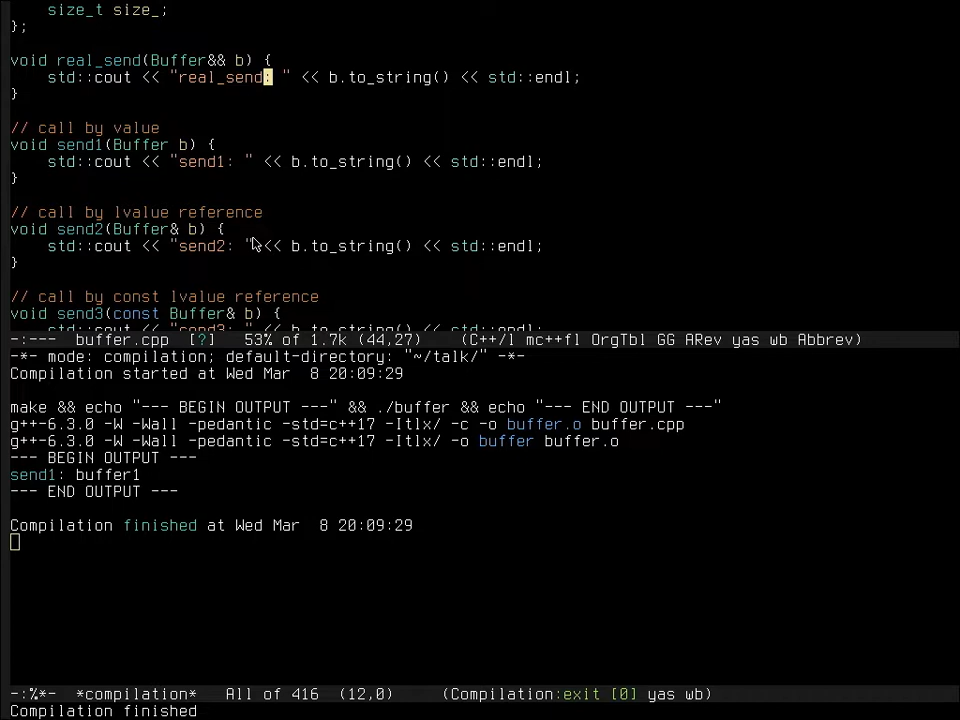 size_t size_;
};

void real_send(Buffer&& b) {
    std::cout << "real_send: " << b.to_string() << std::endl;
}

// call by value
void send1(Buffer b) {
    std::cout << "send1: " << b.to_string() << std::endl;
}

// call by lvalue reference
void send2(Buffer& b) {
    std::cout << "send2: " << b.to_string() << std::endl;
}

// call by const lvalue reference
void send3(const Buffer& b) {
    std::cout << "send3: " << b.to_string() << std::endl;
-:---  buffer.cpp  [?]   53% of 1.7k (44,27)    (C++/l mc++fl OrgTbl GG ARev yas wb Abbrev)
-*- mode: compilation; default-directory: "~/talk/" -*-
Compilation started at Wed Mar  8 20:09:29

make && echo "--- BEGIN OUTPUT ---" && ./buffer && echo "--- END OUTPUT ---"
g++-6.3.0 -W -Wall -pedantic -std=c++17 -Itlx/ -c -o buffer.o buffer.cpp
g++-6.3.0 -W -Wall -pedantic -std=c++17 -Itlx/ -o buffer buffer.o
--- BEGIN OUTPUT ---
send1: buffer1
--- END OUTPUT ---

Compilation finished at Wed Mar  8 20:09:29
-:%*-  *compilation*   All of 416  (12,0)     (Compilation:exit [0] yas wb)
Compilation finished